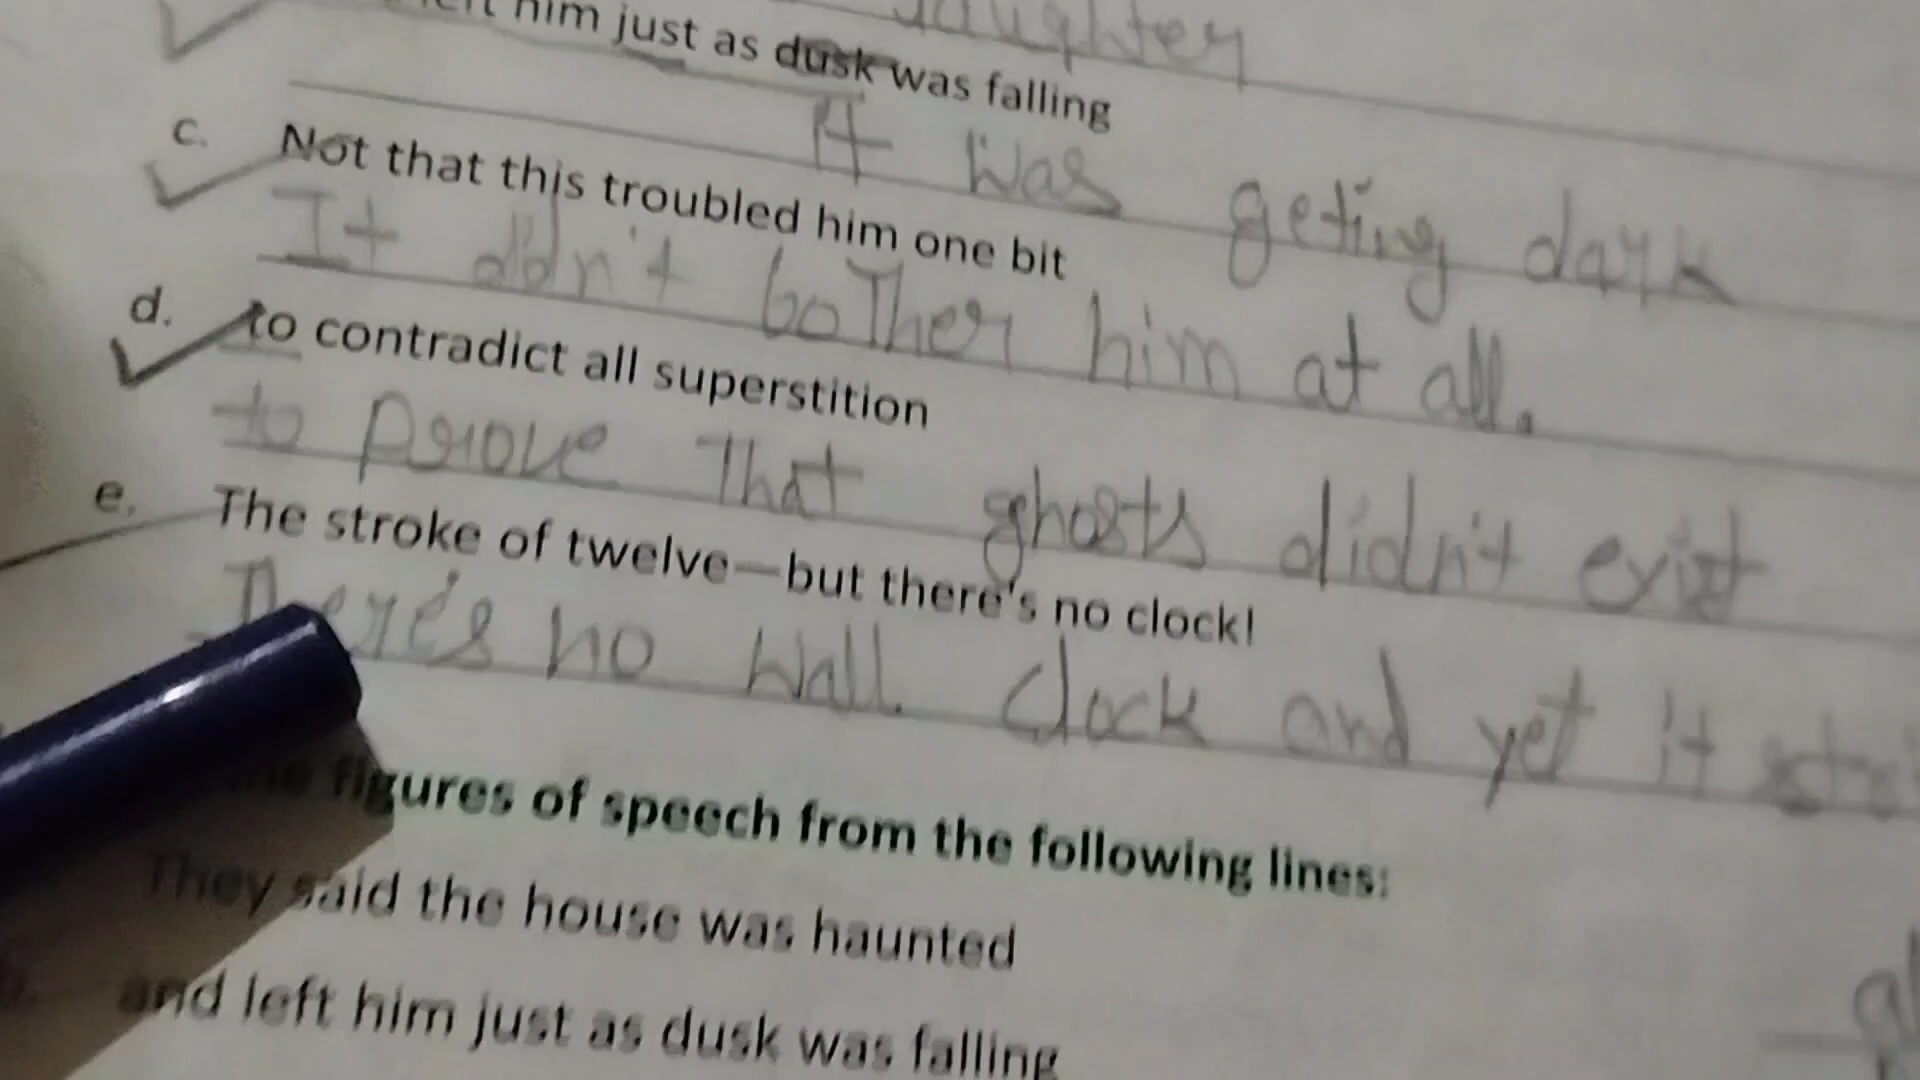 daughter
left him just as dusk was falling
It was geting dark
c. Not that this troubled him one bit
It didn't bother him at all.
d. to contradict all superstition
to prove that ghosts didn't exist
e. The stroke of twelve—but there's no clock!
There's no wall clock and yet it
figures of speech from the following lines:
They said the house was haunted
and left him just as dusk was falling